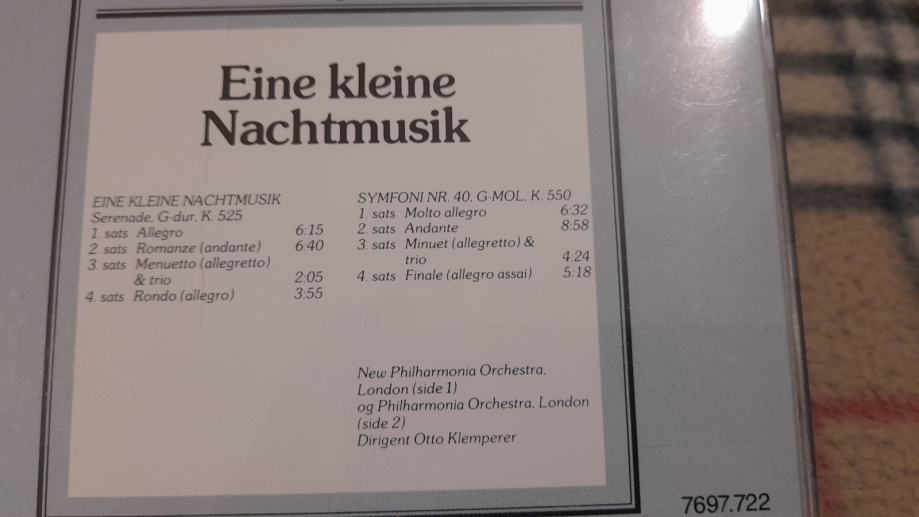 Eine kleine
Nachtmusik
EINE KLEINE NACHTMUSIK
Serenade, G-dur, K. 525
1. sats Allegro 6:15
2. sats Romanze (andante) 6:40
3. sats Menuetto (allegretto)
& trio 2:05
4. sats Rondo (allegro) 3:55
SYMFONI NR. 40, G-MOL, K. 550
1. sats Molto allegro 6:32
2. sats Andante 8:58
3. sats Minuet (allegretto) &
trio 4:24
4. sats Finale (allegro assai) 5:18
New Philharmonia Orchestra,
London (side 1)
og Philharmonia Orchestra, London
(side 2)
Dirigent Otto Klemperer
7697.722